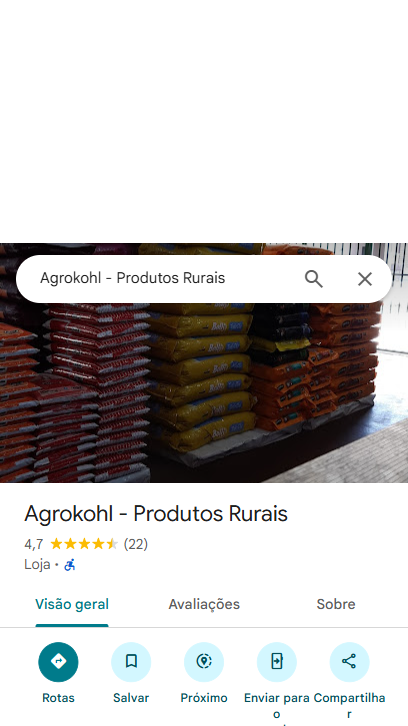 Agrokohl - Produtos Rurais
Agrokohl - Produtos Rurais
4,7 (22)
Loja ·
Visão geral Avaliações Sobre
Rotas Salvar Próximo Enviar para o Compartilhar